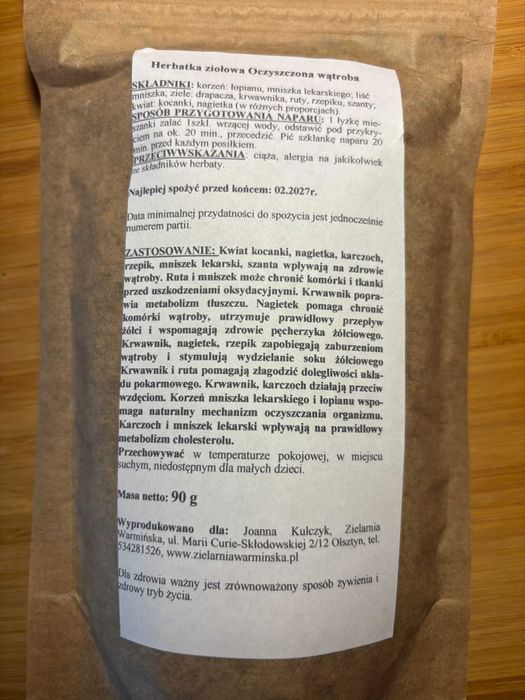 Herbatka ziołowa Oczyszczona wątroba
SKŁADNIKI: korzeń: łopianu, mniszka lekarskiego; liść
mniszka; ziele: drapacza, krwawnika, ruty, rzepiku, szanty;
kwiat: kocanki, nagietka (w różnych proporcjach).
SPOSÓB PRZYGOTOWANIA NAPARU: 1 łyżkę mie-
szanki zalać 1szkl. wrzącej wody, odstawić pod przykry-
ciem na ok. 20 min., przecedzić. Pić szklankę naparu 20
min. przed każdym posiłkiem.
PRZECIWWSKAZANIA: ciąża, alergia na jakikolwiek
ze składników herbaty.
Najlepiej spożyć przed końcem: 02.2027r.
Data minimalnej przydatności do spożycia jest jednocześnie
numerem partii.
ZASTOSOWANIE: Kwiat kocanki, nagietka, karczoch,
rzepik, mniszek lekarski, szanta wpływają na zdrowie
wątroby. Ruta i mniszek może chronić komórki i tkanki
przed uszkodzeniami oksydacyjnymi. Krwawnik popra-
wia metabolizm tłuszczu. Nagietek pomaga chronić
komórki wątroby, utrzymuje prawidłowy przepływ
żółci i wspomagają zdrowie pęcherzyka żółciowego.
Krwawnik, nagietek, rzepik zapobiegają zaburzeniom
wątroby i stymulują wydzielanie soku żółciowego
Krwawnik i ruta pomagają złagodzić dolegliwości ukła-
du pokarmowego. Krwawnik, karczoch działają przeciw
wzdęciom. Korzeń mniszka lekarskiego i łopianu wspo-
maga naturalny mechanizm oczyszczania organizmu.
Karczoch i mniszek lekarski wpływają na prawidłowy
metabolizm cholesterolu.
Przechowywać w temperaturze pokojowej, w miejscu
suchym, niedostępnym dla małych dzieci.
Masa netto: 90 g
Wyprodukowano dla: Joanna Kulczyk, Zielarnia
Warmińska, ul. Marii Curie-Skłodowskiej 2/12 Olsztyn, tel.
534281526, www.zielarniawarminska.pl
Dla zdrowia ważny jest zrównoważony sposób żywienia i
zdrowy tryb życia.